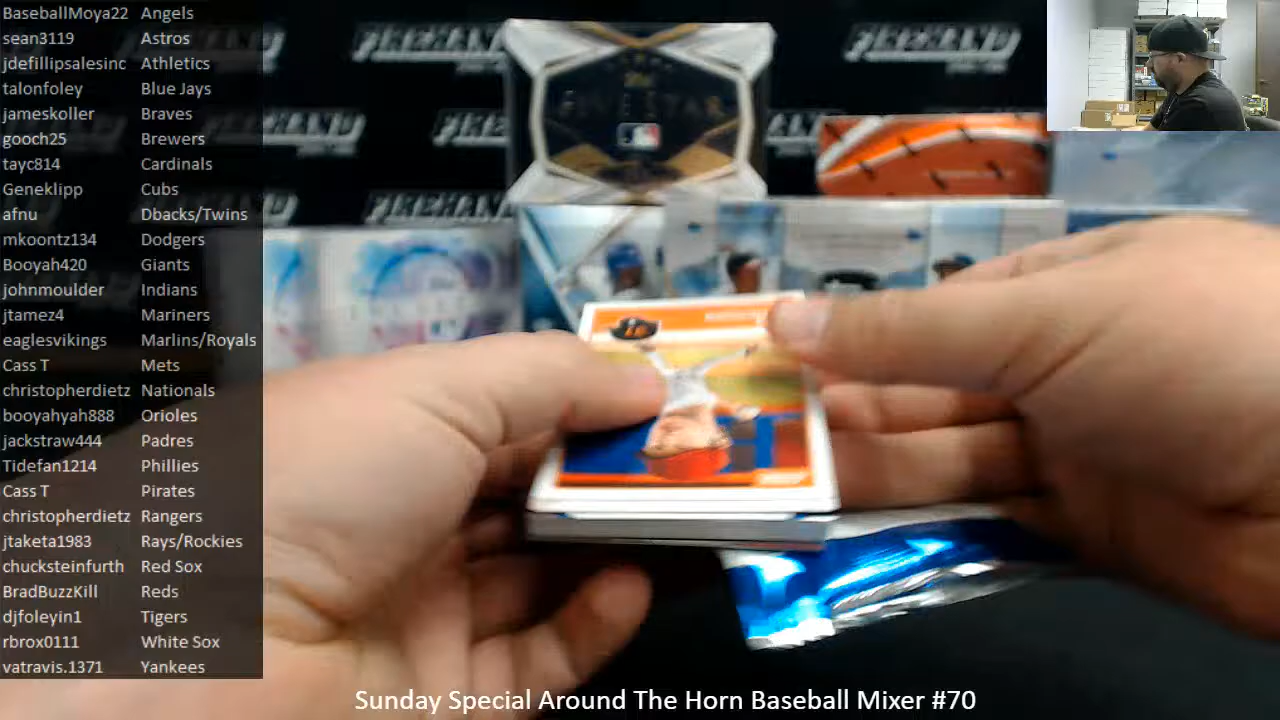 BaseballMoya22 Angels
sean3119 Astros
jdefillipsalesinc Athletics
talonfoley Blue Jays
jameskoller Braves
gooch25 Brewers
tayc814 Cardinals
Geneklipp Cubs
afnu Dbacks/Twins
mkoontz134 Dodgers
Booyah420 Giants
johnmoulder Indians
jtamez4 Mariners
eaglesvikings Marlins/Royals
Cass T Mets
christopherdietz Nationals
booyahyah888 Orioles
jackstraw444 Padres
Tidefan1214 Phillies
Cass T Pirates
christopherdietz Rangers
jtaketa1983 Rays/Rockies
chucksteinfurth Red Sox
BradBuzzKill Reds
djfoleyin1 Tigers
rbrox0111 White Sox
vatravis.1371 Yankees
Sunday Special Around The Horn Baseball Mixer #70